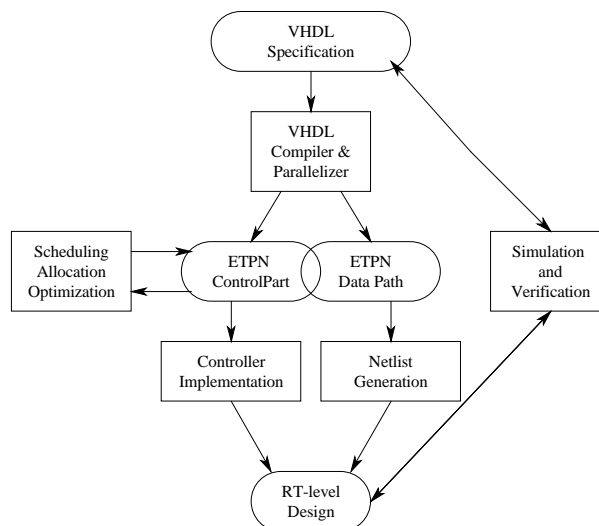 VHDL
Specification
VHDL
Compiler &
Parallelizer
Scheduling
Allocation
Optimization
ETPN
ControlPart
ETPN
Data Path
Simulation
and
Verification
Controller
Implementation
Netlist
Generation
RT-level
Design